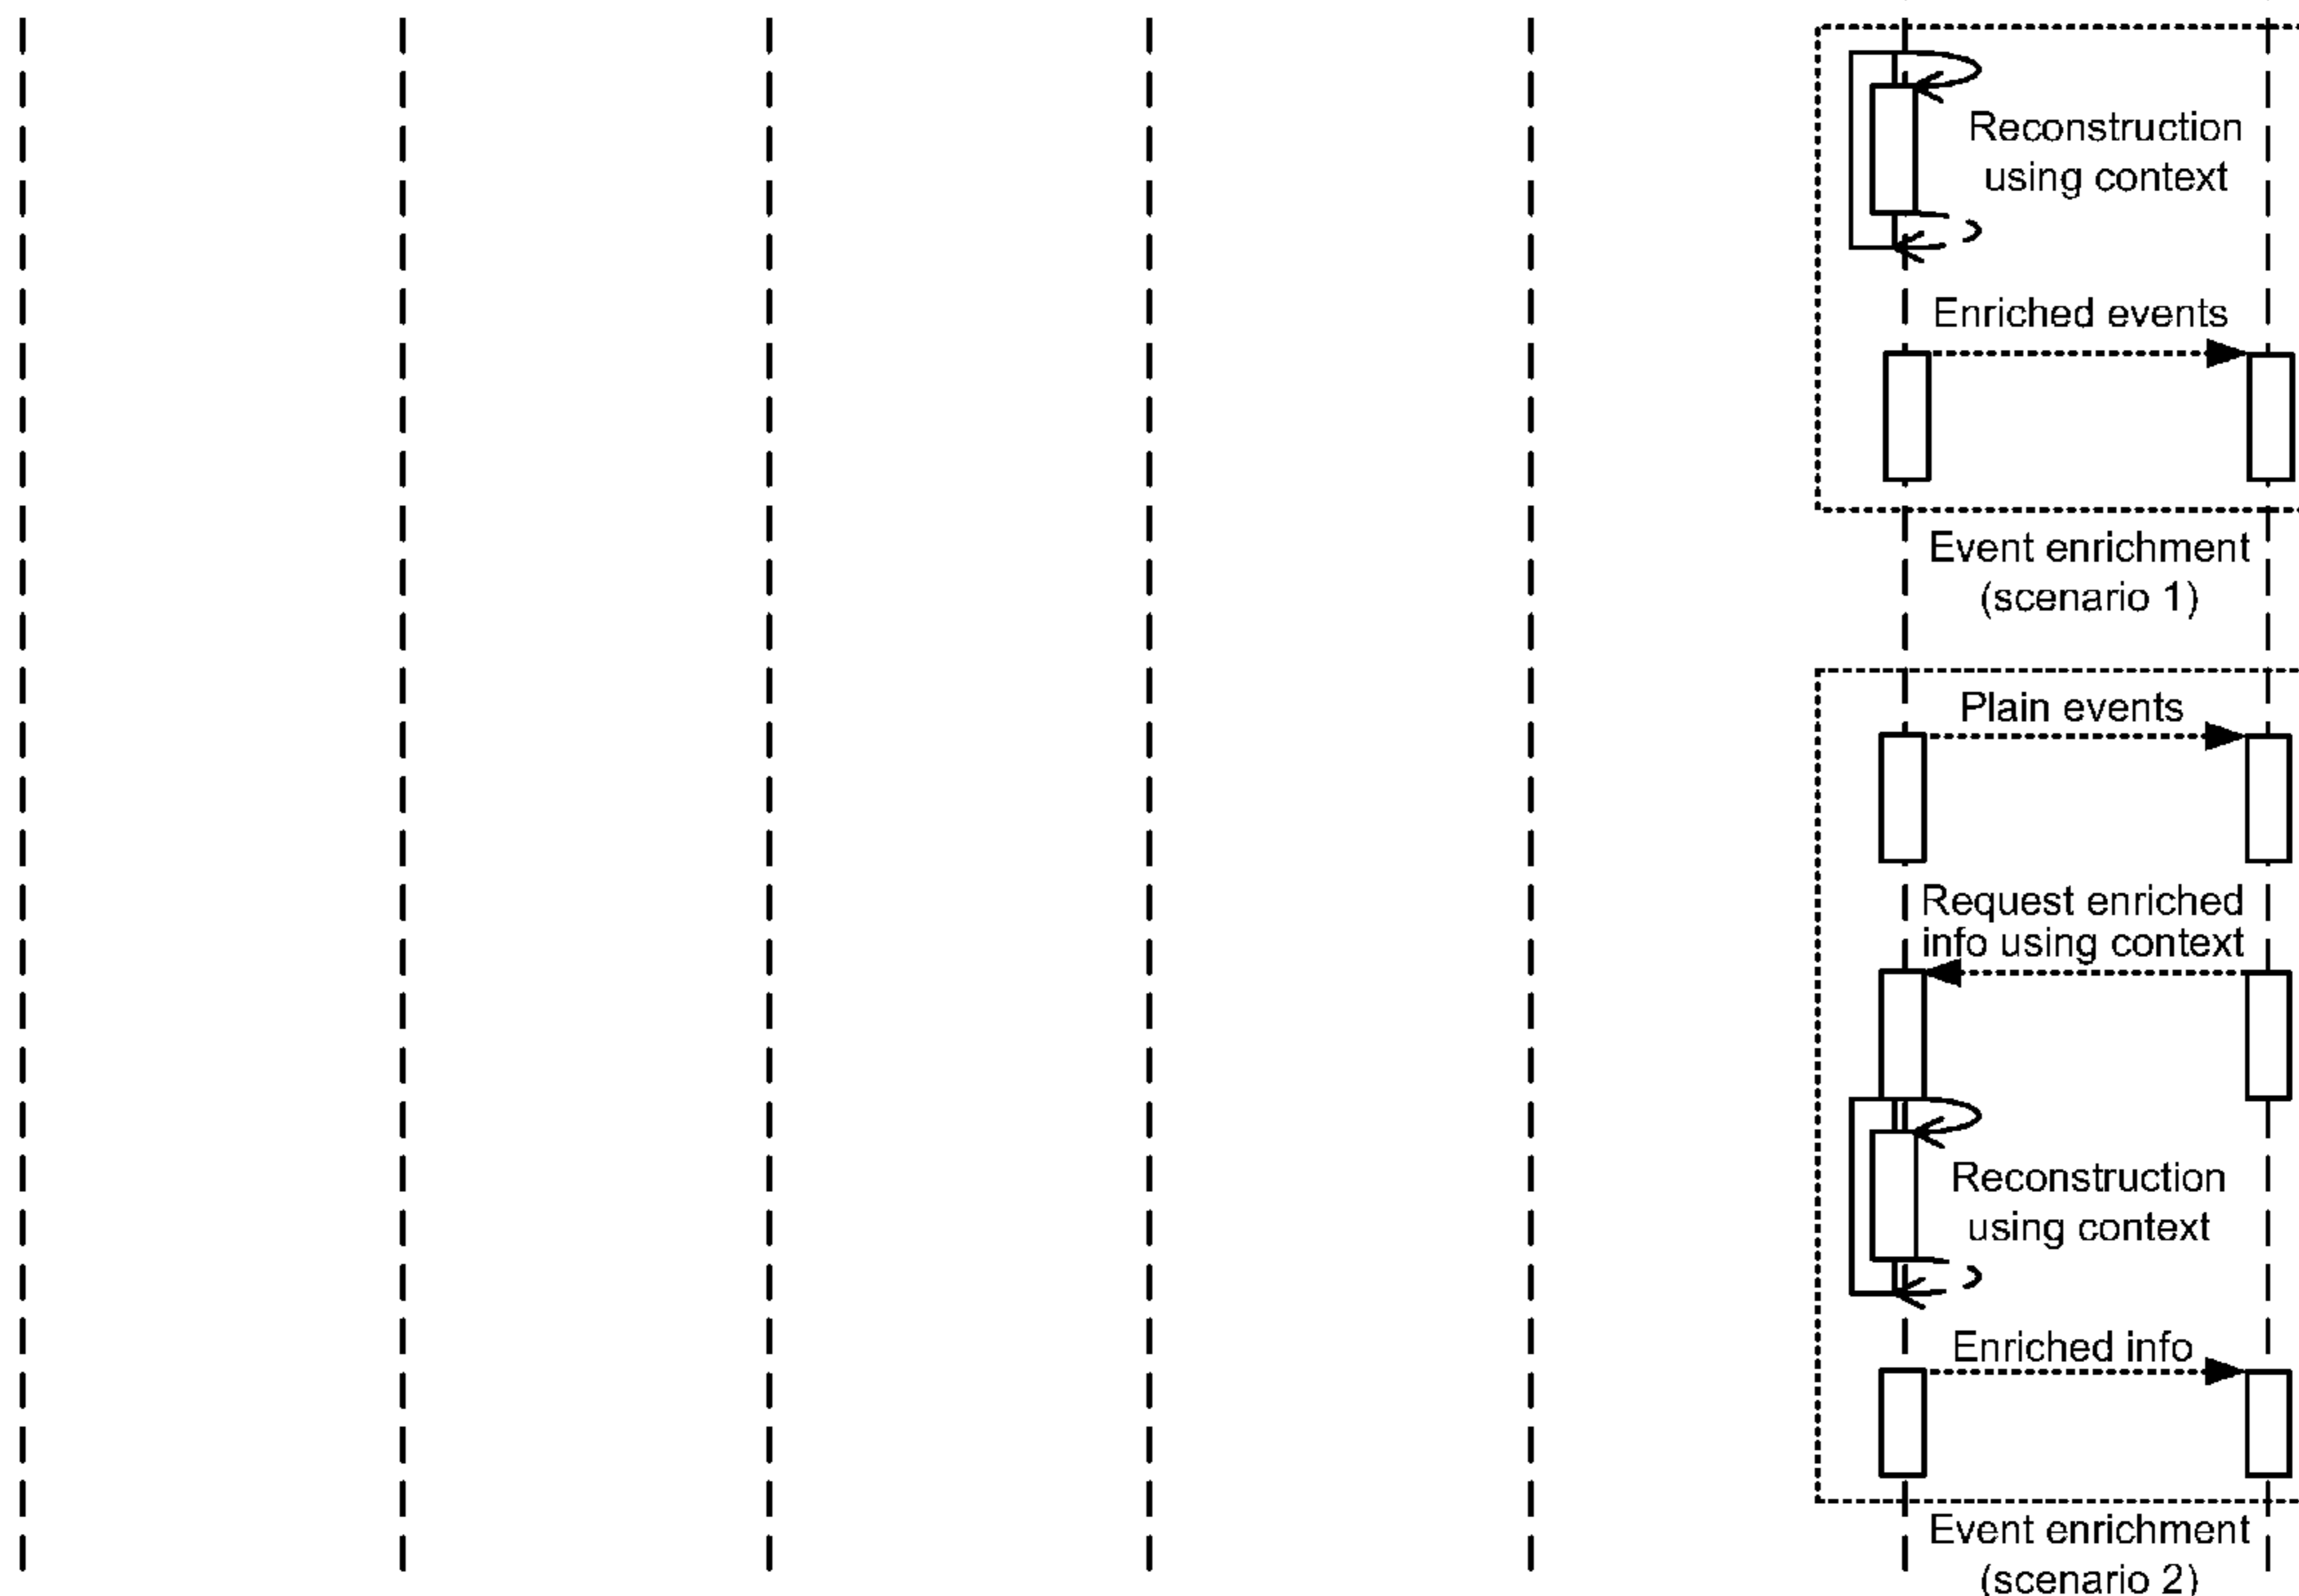 Reconstruction
using context
Enriched events
Event enrichment
(scenario 1)
Plain events
Request enriched
info using context
Reconstruction
using context
Enriched info
Event enrichment
(scenario 2)